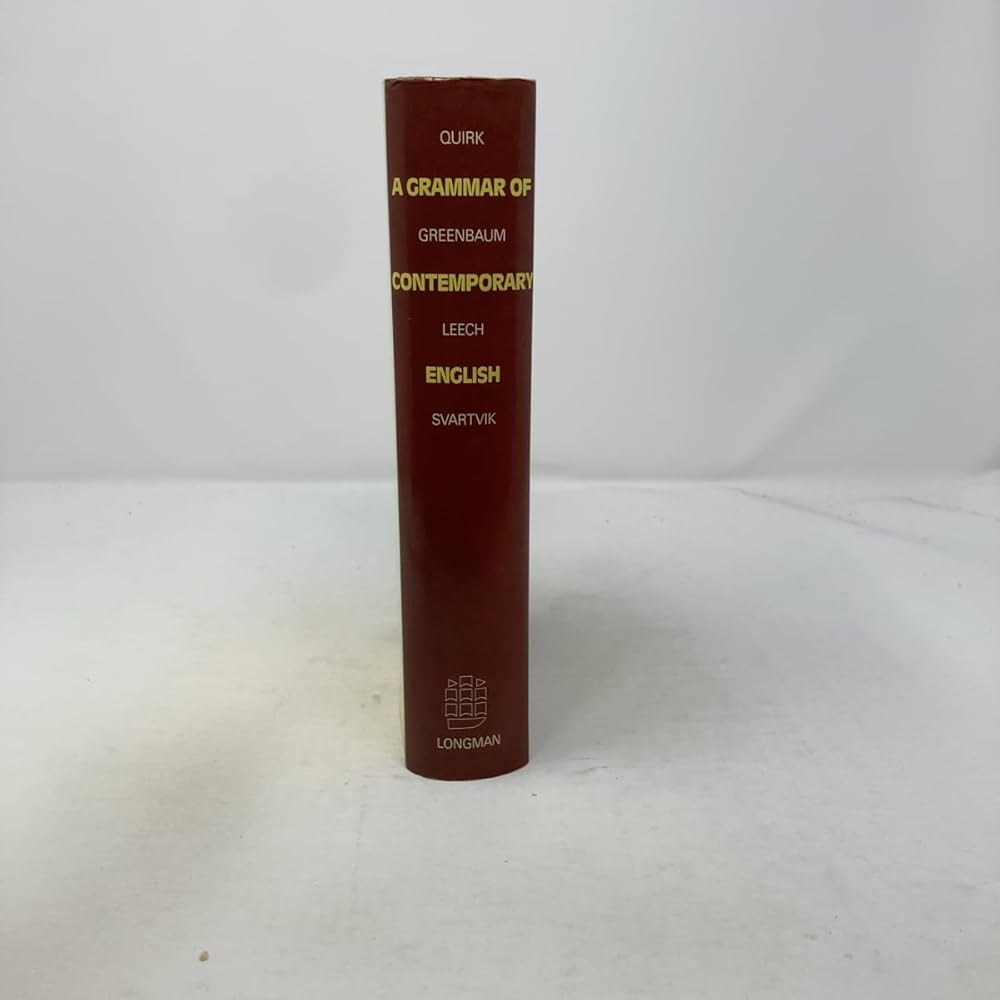 QUIRK
A GRAMMAR OF
GREENBAUM
CONTEMPORARY
LEECH
ENGLISH
SVARTVIK
LONGMAN